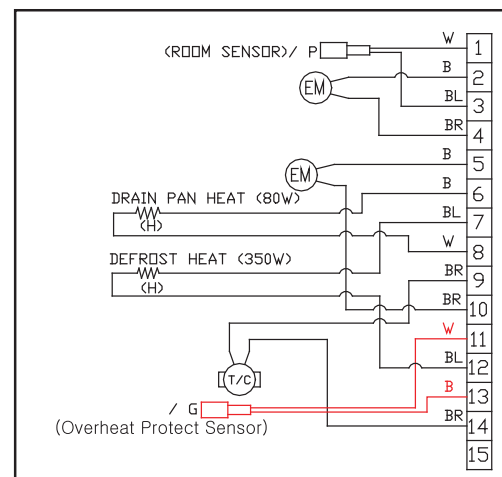 (ROOM SENSOR)/ P W 1
B 2
EM BL 3
BR 4
B 5
EM B 6
DRAIN PAN HEAT (80W) BL 7
(H) W 8
DEFROST HEAT (350W) BR 9
(H) BR 10
W 11
BL 12
T/C B 13
/ G BR 14
(Overheat Protect Sensor)
15